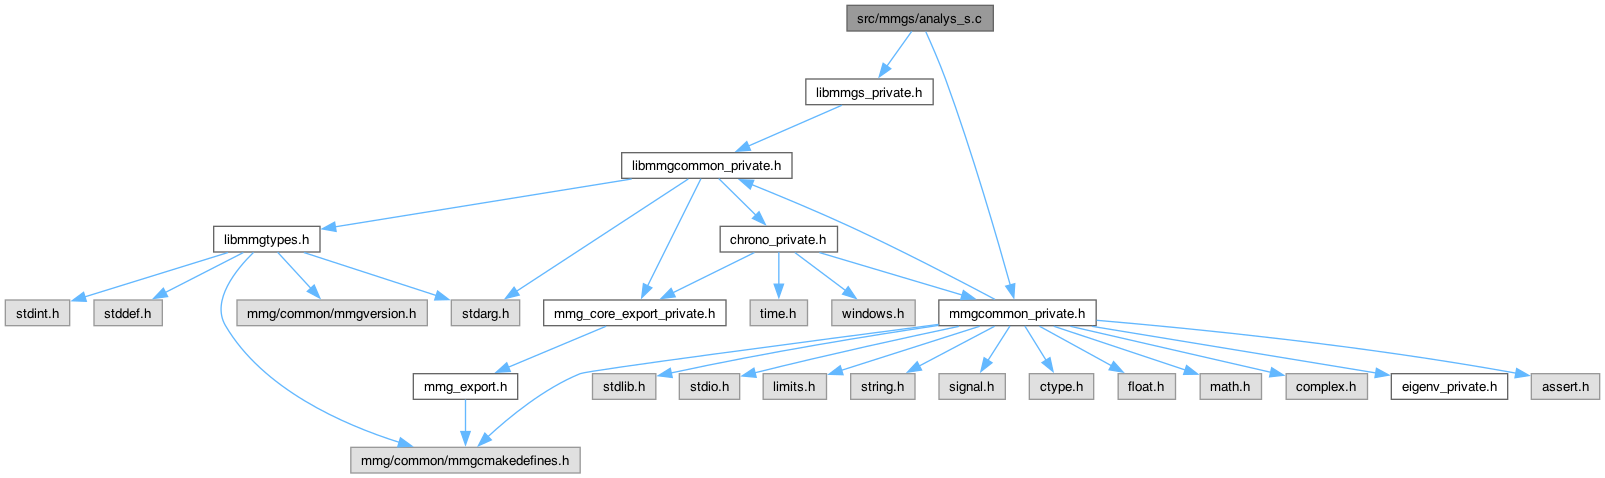 src/mmgs/analys_s.c
libmmgs_private.h
libmmgcommon_private.h
libmmgtypes.h
chrono_private.h
stdint.h
stddef.h
mmg/common/mmgversion.h
stdarg.h
mmg_core_export_private.h
time.h
windows.h
mmgcommon_private.h
mmg_export.h
stdlib.h
stdio.h
limits.h
string.h
signal.h
ctype.h
float.h
math.h
complex.h
eigenv_private.h
assert.h
mmg/common/mmgcmakedefines.h